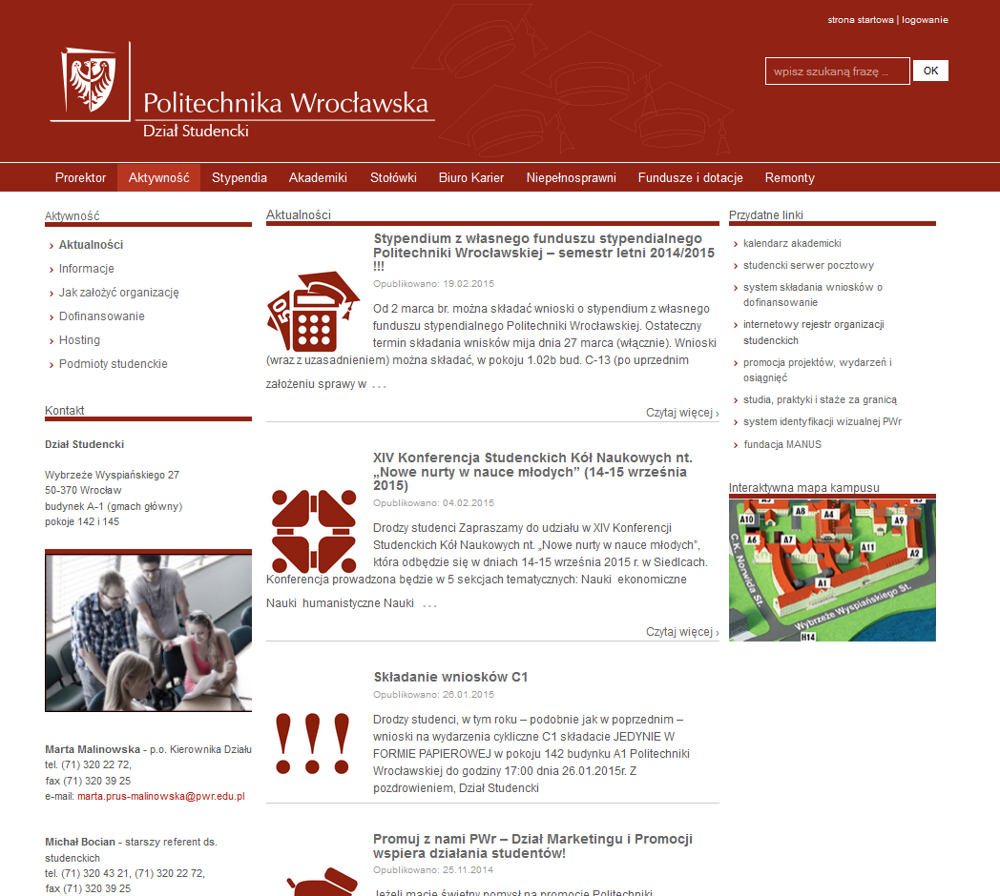 strona startowa | logowanie
wpisz szukaną frazę ...
OK
Politechnika Wrocławska
Dział Studencki
Prorektor Aktywność Stypendia Akademiki Stołówki Biuro Karier Niepełnosprawni Fundusze i dotacje Remonty
Aktywność
Aktualności
Informacje
Jak założyć organizację
Dofinansowanie
Hosting
Podmioty studenckie
Kontakt
Dział Studencki
Wybrzeże Wyspiańskiego 27
50-370 Wrocław
budynek A-1 (gmach główny)
pokoje 142 i 145
Marta Malinowska - p.o. Kierownika Działu
tel. (71) 320 22 72,
fax (71) 320 39 25
e-mail: marta.prus-malinowska@pwr.edu.pl
Michał Bocian - starszy referent ds.
studenckich
tel. (71) 320 43 21, (71) 320 22 72,
fax (71) 320 39 25
Aktualności
50
Stypendium z własnego funduszu stypendialnego
Politechniki Wrocławskiej – semestr letni 2014/2015
!!!
Opublikowano: 19.02.2015
Od 2 marca br. można składać wnioski o stypendium z własnego
funduszu stypendialnego Politechniki Wrocławskiej. Ostateczny
termin składania wnisków mija dnia 27 marca (włącznie). Wnioski
(wraz z uzasadnieniem) można składać, w pokoju 1.02b bud. C-13 (po uprzednim
założeniu sprawy w ...
Czytaj więcej ›
XIV Konferencja Studenckich Kół Naukowych nt.
„Nowe nurty w nauce młodych” (14-15 września
2015)
Opublikowano: 04.02.2015
Drodzy studenci Zapraszamy do udziału w XIV Konferencji
Studenckich Kół Naukowych nt. „Nowe nurty w nauce młodych”,
która odbędzie się w dniach 14-15 września 2015 r. w Siedlcach.
Konferencja prowadzona będzie w 5 sekcjach tematycznych: Nauki ekonomiczne
Nauki humanistyczne Nauki ...
Czytaj więcej ›
!!!
Składanie wniosków C1
Opublikowano: 26.01.2015
Drodzy studenci, w tym roku – podobnie jak w poprzednim –
wnioski na wydarzenia cykliczne C1 składacie JEDYNIE W
FORMIE PAPIEROWEJ w pokoju 142 budynku A1 Politechniki
Wrocławskiej do godziny 17:00 dnia 26.01.2015r. Z
pozdrowieniem, Dział Studencki
Promuj z nami PWr – Dział Marketingu i Promocji
wspiera działania studentów!
Opublikowano: 25.11.2014
Jeżeli macie świetny pomysł na promocję Politechniki
Przydatne linki
kalendarz akademicki
studencki serwer pocztowy
system składania wniosków o
dofinansowanie
internetowy rejestr organizacji
studenckich
promocja projektów, wydarzeń i
osiągnięć
studia, praktyki i staże za granicą
system identyfikacji wizualnej PWr
fundacja MANUS
Interaktywna mapa kampusu
A10
A8
A4
A9
A6
A7
A11
A2
A1
C.K. Norwida St.
Wybrzeże Wyspiańskiego St.
H14